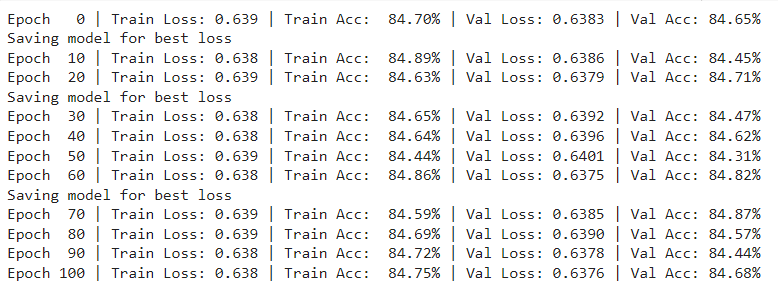 Epoch   0 | Train Loss: 0.639 | Train Acc:  84.70% | Val Loss: 0.6383 | Val Acc: 84.65%
Saving model for best loss
Epoch  10 | Train Loss: 0.638 | Train Acc:  84.89% | Val Loss: 0.6386 | Val Acc: 84.45%
Epoch  20 | Train Loss: 0.639 | Train Acc:  84.63% | Val Loss: 0.6379 | Val Acc: 84.71%
Saving model for best loss
Epoch  30 | Train Loss: 0.638 | Train Acc:  84.65% | Val Loss: 0.6392 | Val Acc: 84.47%
Epoch  40 | Train Loss: 0.638 | Train Acc:  84.64% | Val Loss: 0.6396 | Val Acc: 84.62%
Epoch  50 | Train Loss: 0.639 | Train Acc:  84.44% | Val Loss: 0.6401 | Val Acc: 84.31%
Epoch  60 | Train Loss: 0.638 | Train Acc:  84.86% | Val Loss: 0.6375 | Val Acc: 84.82%
Saving model for best loss
Epoch  70 | Train Loss: 0.639 | Train Acc:  84.59% | Val Loss: 0.6385 | Val Acc: 84.87%
Epoch  80 | Train Loss: 0.639 | Train Acc:  84.69% | Val Loss: 0.6390 | Val Acc: 84.57%
Epoch  90 | Train Loss: 0.638 | Train Acc:  84.72% | Val Loss: 0.6378 | Val Acc: 84.44%
Epoch 100 | Train Loss: 0.638 | Train Acc:  84.75% | Val Loss: 0.6376 | Val Acc: 84.68%